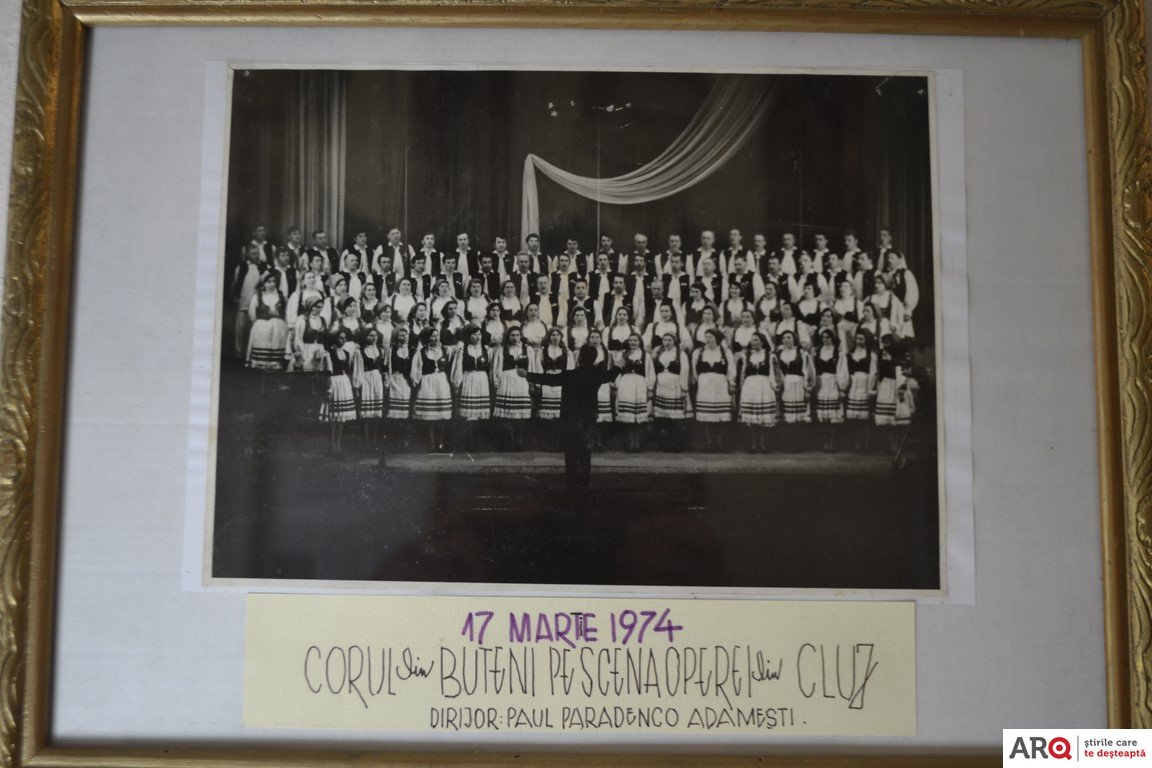 17 MARTIE 1974
CORUL din BUTENI PE SCENA OPEREI din CLUJ
DIRIJOR: PAUL PARADENCO ADAMEȘTI.
ARQ știrile care
te deșteaptă